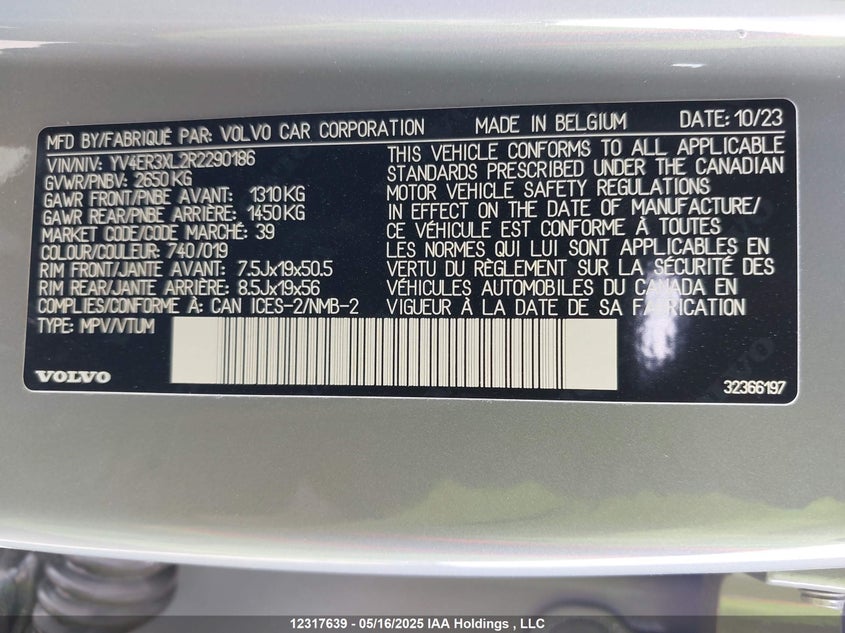 MFD BY/FABRIQUÉ PAR: VOLVO CAR CORPORATION MADE IN BELGIUM DATE: 10/23
VIN/NIV: YV4ER3XL2R2290186
GVWR/PNBV: 2650 KG
GAWR FRONT/PNBE AVANT: 1310 KG
GAWR REAR/PNBE ARRIÈRE: 1450 KG
MARKET CODE/CODE MARCHÉ: 39
COLOUR/COULEUR: 740/019
RIM FRONT/JANTE AVANT: 7.5Jx19x50.5
RIM REAR/JANTE ARRIÈRE: 8.5Jx19x56
COMPLIES/CONFORME À: CAN ICES-2/NMB-2
TYPE: MPV/VTUM
THIS VEHICLE CONFORMS TO ALL APPLICABLE
STANDARDS PRESCRIBED UNDER THE CANADIAN
MOTOR VEHICLE SAFETY REGULATIONS
IN EFFECT ON THE DATE OF MANUFACTURE/
CE VÉHICULE EST CONFORME À TOUTES
LES NORMES QUI LUI SONT APPLICABLES EN
VERTU DU RÈGLEMENT SUR LA SÉCURITÉ DES
VÉHICULES AUTOMOBILES DU CANADA EN
VIGUEUR À LA DATE DE SA FABRICATION
VOLVO
32366197
12317639 - 05/16/2025 IAA Holdings , LLC